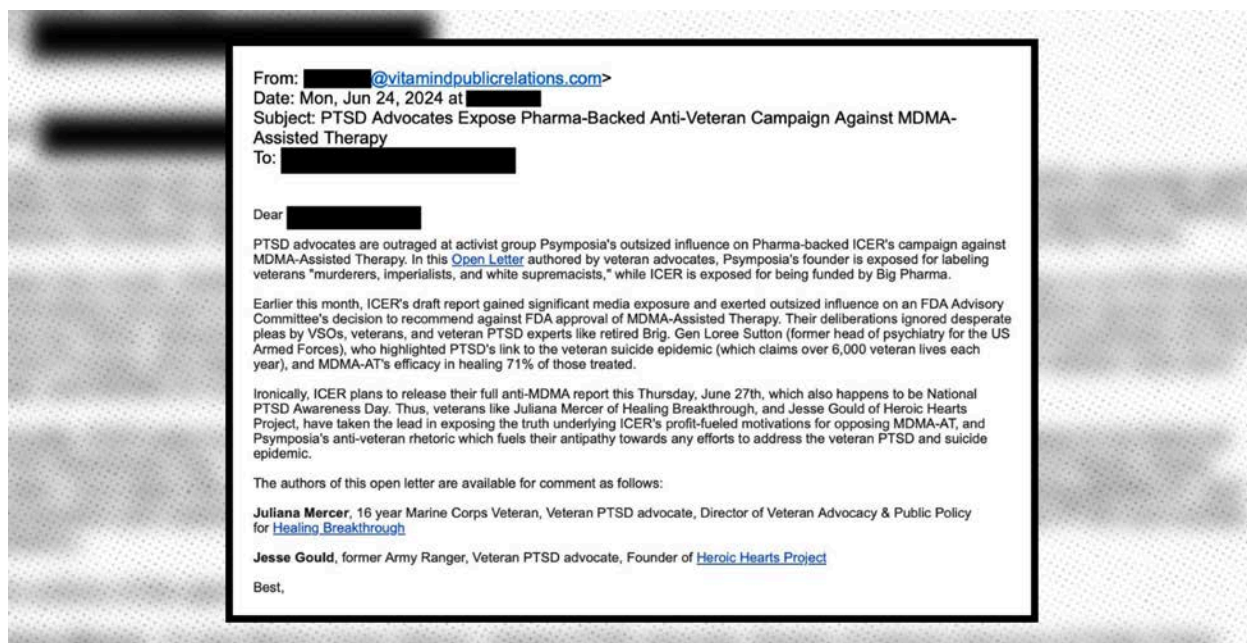 From: @vitamindpublicrelations.com>
Date: Mon, Jun 24, 2024 at
Subject: PTSD Advocates Expose Pharma-Backed Anti-Veteran Campaign Against MDMA-
Assisted Therapy
To:
Dear
PTSD advocates are outraged at activist group Psymposia's outsized influence on Pharma-backed ICER's campaign against
MDMA-Assisted Therapy. In this Open Letter authored by veteran advocates, Psymposia's founder is exposed for labeling
veterans "murderers, imperialists, and white supremacists," while ICER is exposed for being funded by Big Pharma.
Earlier this month, ICER's draft report gained significant media exposure and exerted outsized influence on an FDA Advisory
Committee's decision to recommend against FDA approval of MDMA-Assisted Therapy. Their deliberations ignored desperate
pleas by VSOs, veterans, and veteran PTSD experts like retired Brig. Gen Loree Sutton (former head of psychiatry for the US
Armed Forces), who highlighted PTSD's link to the veteran suicide epidemic (which claims over 6,000 veteran lives each
year), and MDMA-AT's efficacy in healing 71% of those treated.
Ironically, ICER plans to release their full anti-MDMA report this Thursday, June 27th, which also happens to be National
PTSD Awareness Day. Thus, veterans like Juliana Mercer of Healing Breakthrough, and Jesse Gould of Heroic Hearts
Project, have taken the lead in exposing the truth underlying ICER's profit-fueled motivations for opposing MDMA-AT, and
Psymposia's anti-veteran rhetoric which fuels their antipathy towards any efforts to address the veteran PTSD and suicide
epidemic.
The authors of this open letter are available for comment as follows:
Juliana Mercer, 16 year Marine Corps Veteran, Veteran PTSD advocate, Director of Veteran Advocacy & Public Policy
for Healing Breakthrough
Jesse Gould, former Army Ranger, Veteran PTSD advocate, Founder of Heroic Hearts Project
Best,